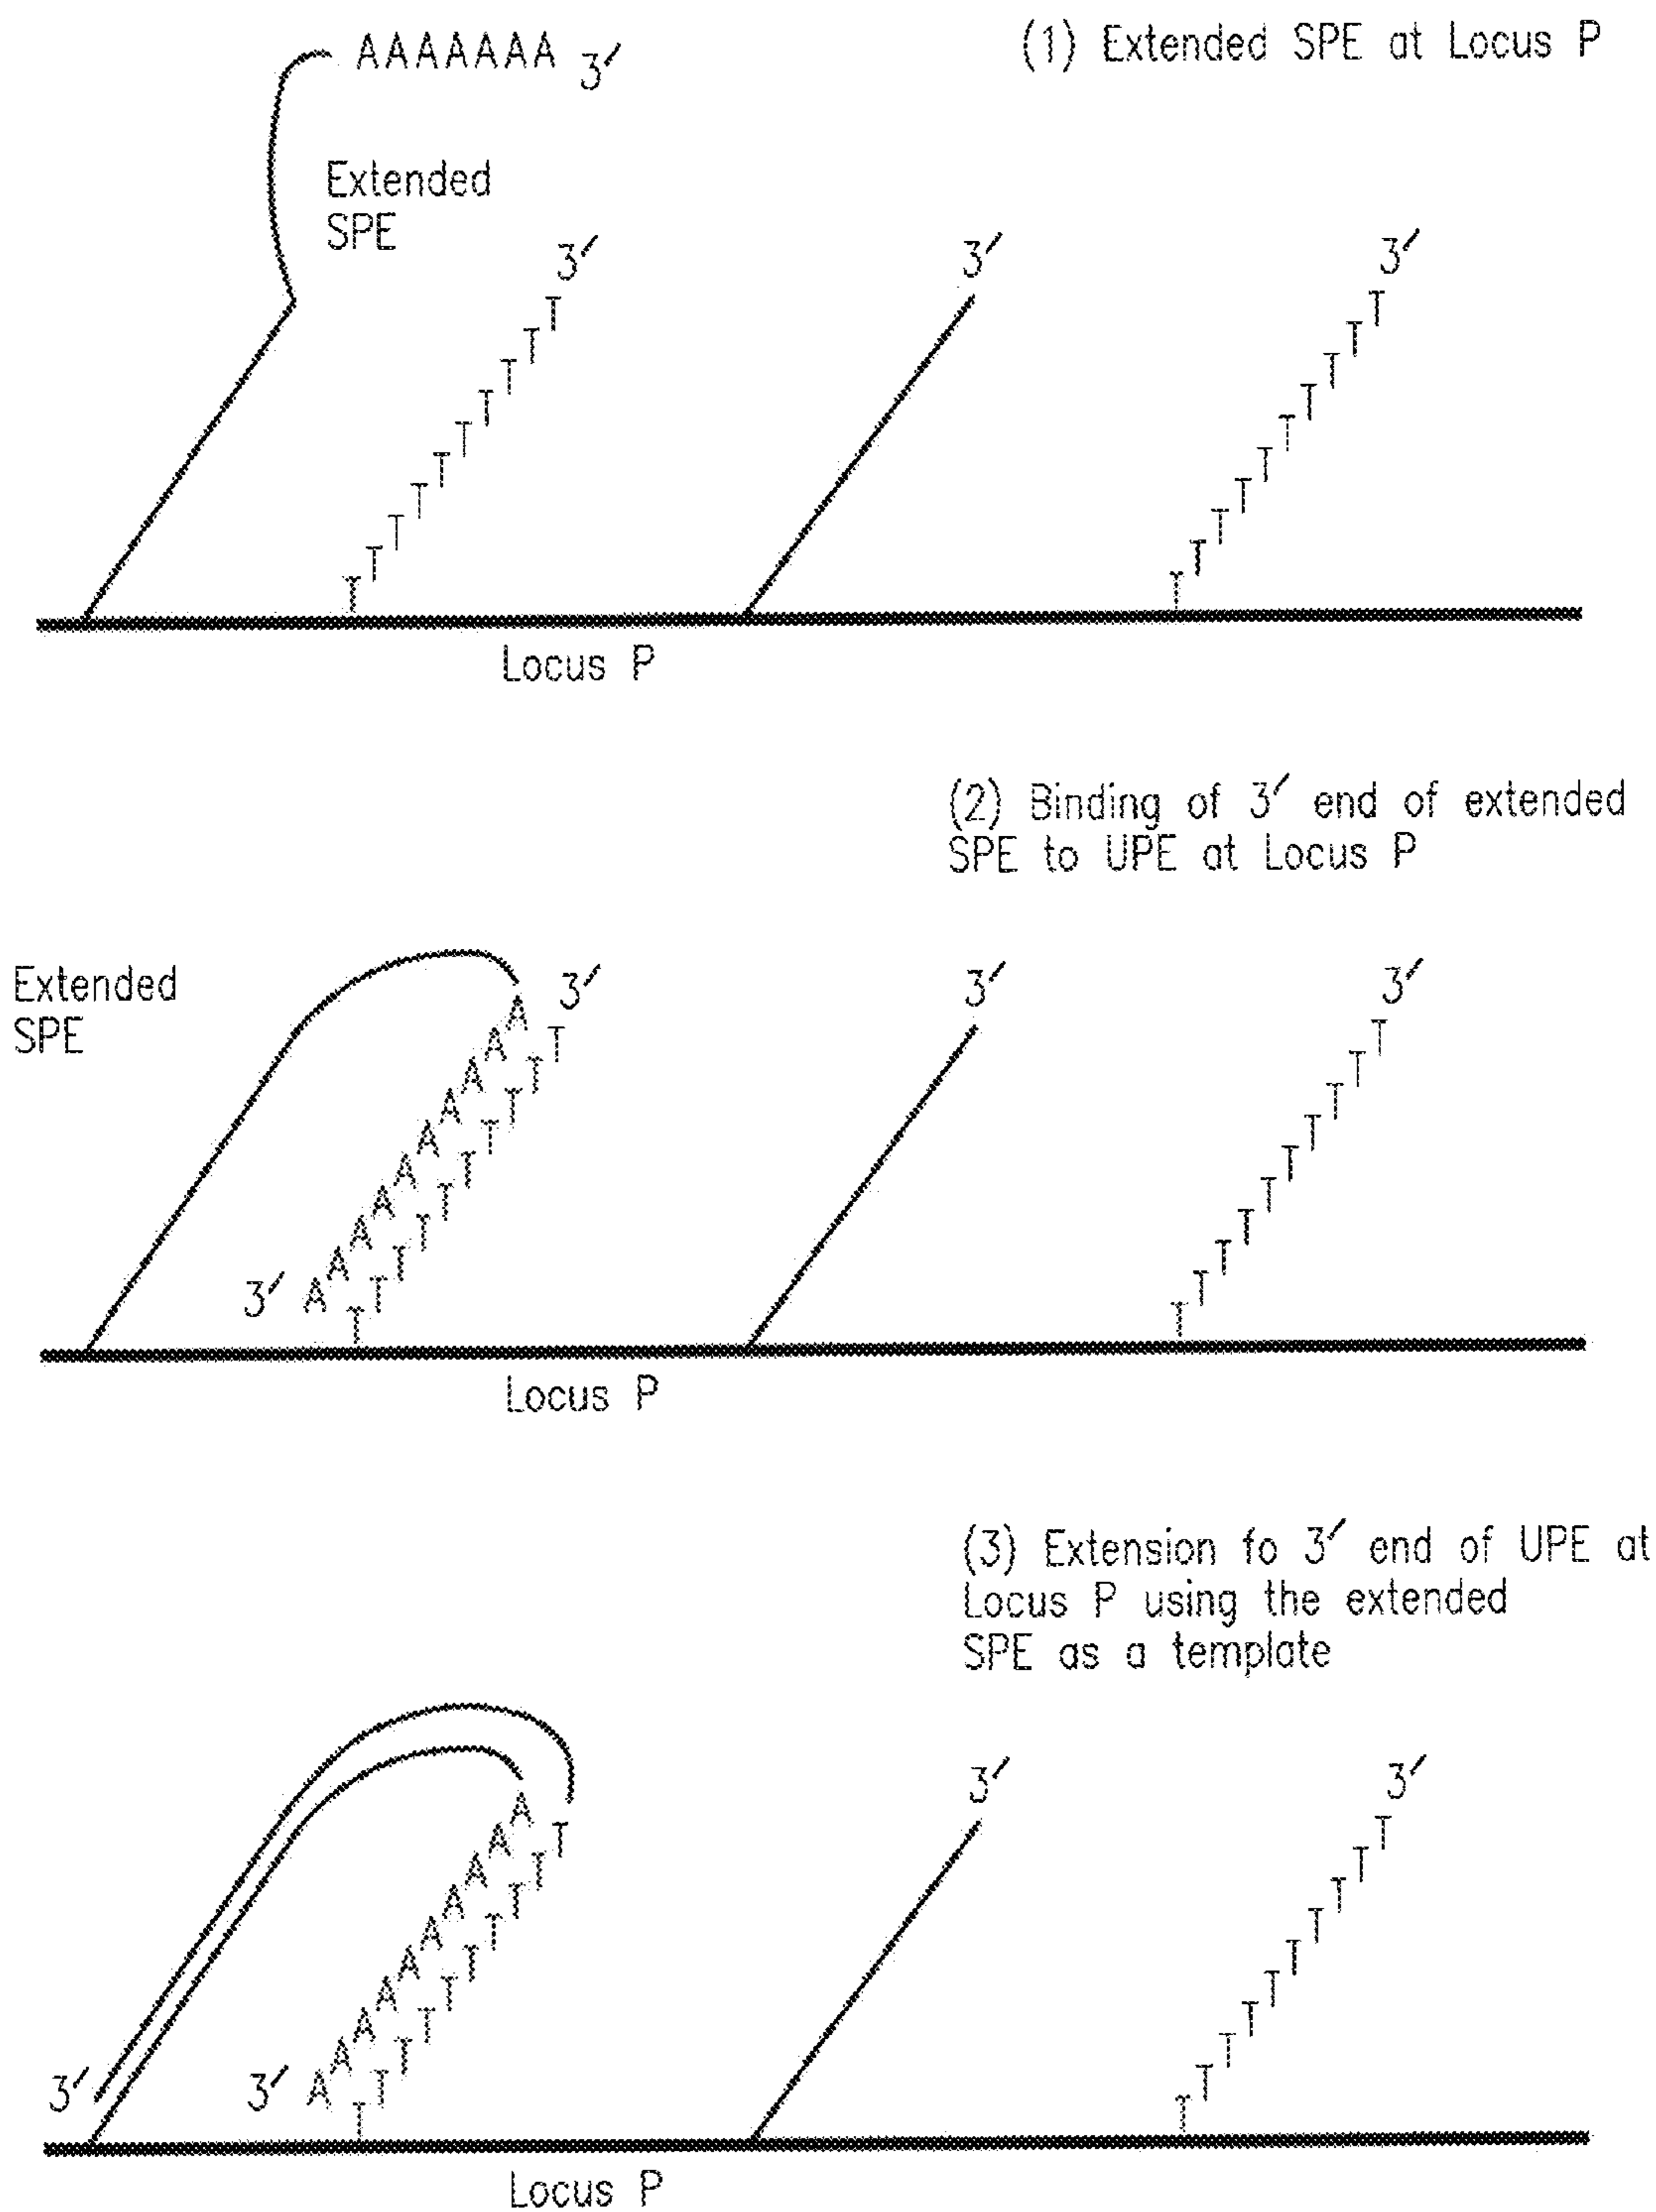 (1) Extended SPE at Locus P
AAAAAAA 3′
Extended
SPE
3′
TTTTTTTTTT
3′
3′
TTTTTTTTTT
Locus P
(2) Binding of 3′ end of extended
SPE to UPE at Locus P
Extended
SPE
3′
AAAAAAAAAA
3′
TTTTTTTTTT
3′
3′
TTTTTTTTTT
Locus P
(3) Extension fo 3′ end of UPE at
Locus P using the extended
SPE as a template
3′
3′
AAAAAAAAAA
TTTTTTTTTT
3′
3′
TTTTTTTTTT
Locus P